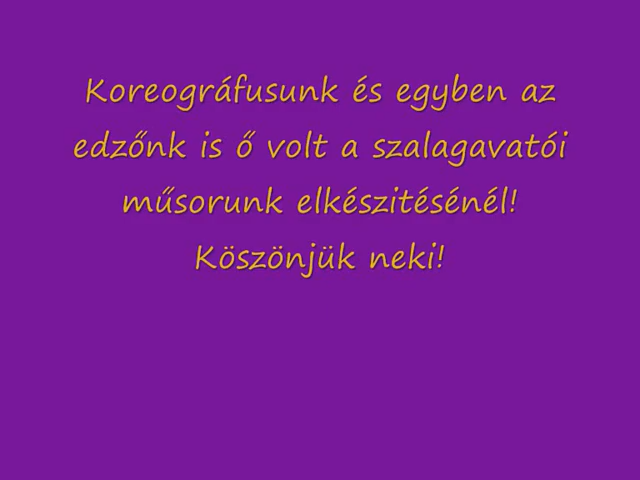 Koreográfusunk és egyben az
edzőnk is ő volt a szalagavatói
műsorunk elkészitésénél!
Köszönjük neki!